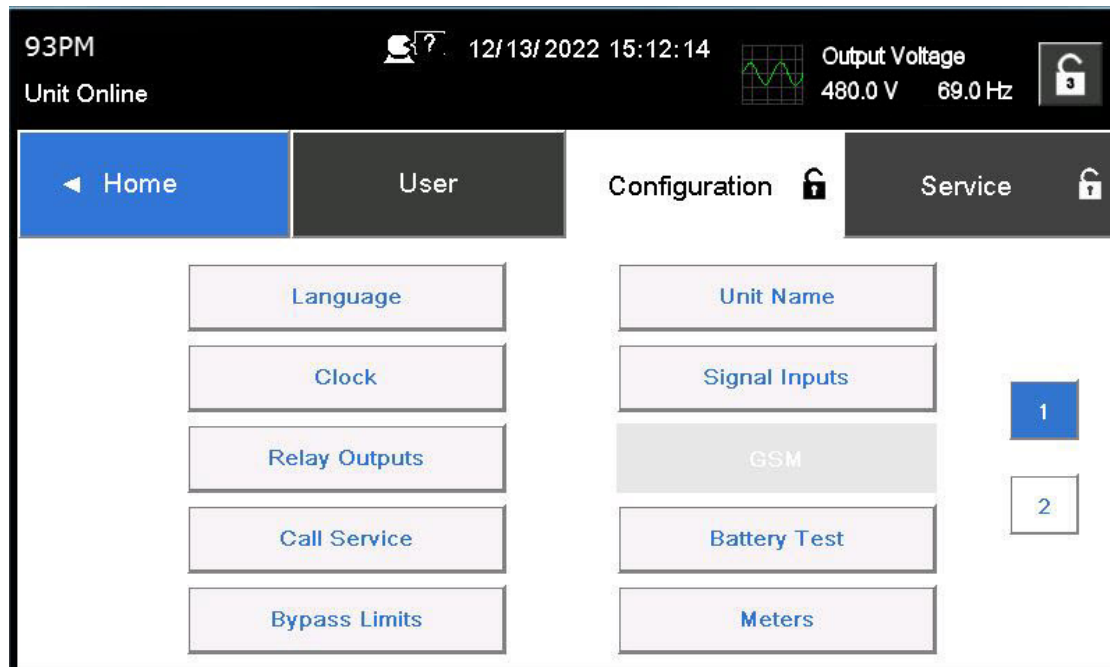 93PM
? 12/13/2022 15:12:14
Output Voltage
480.0 V 69.0 Hz
3
Unit Online
◄ Home
User
Configuration
Service
Language
Unit Name
Clock
Signal Inputs
1
Relay Outputs
GSM
2
Call Service
Battery Test
Bypass Limits
Meters